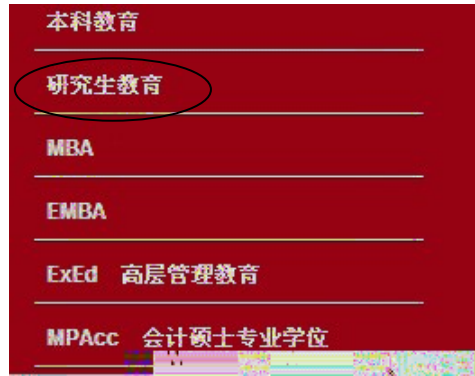 本科教育
研究生教育
MBA
EMBA
ExEd 高层管理教育
MPAcc 会计硕士专业学位